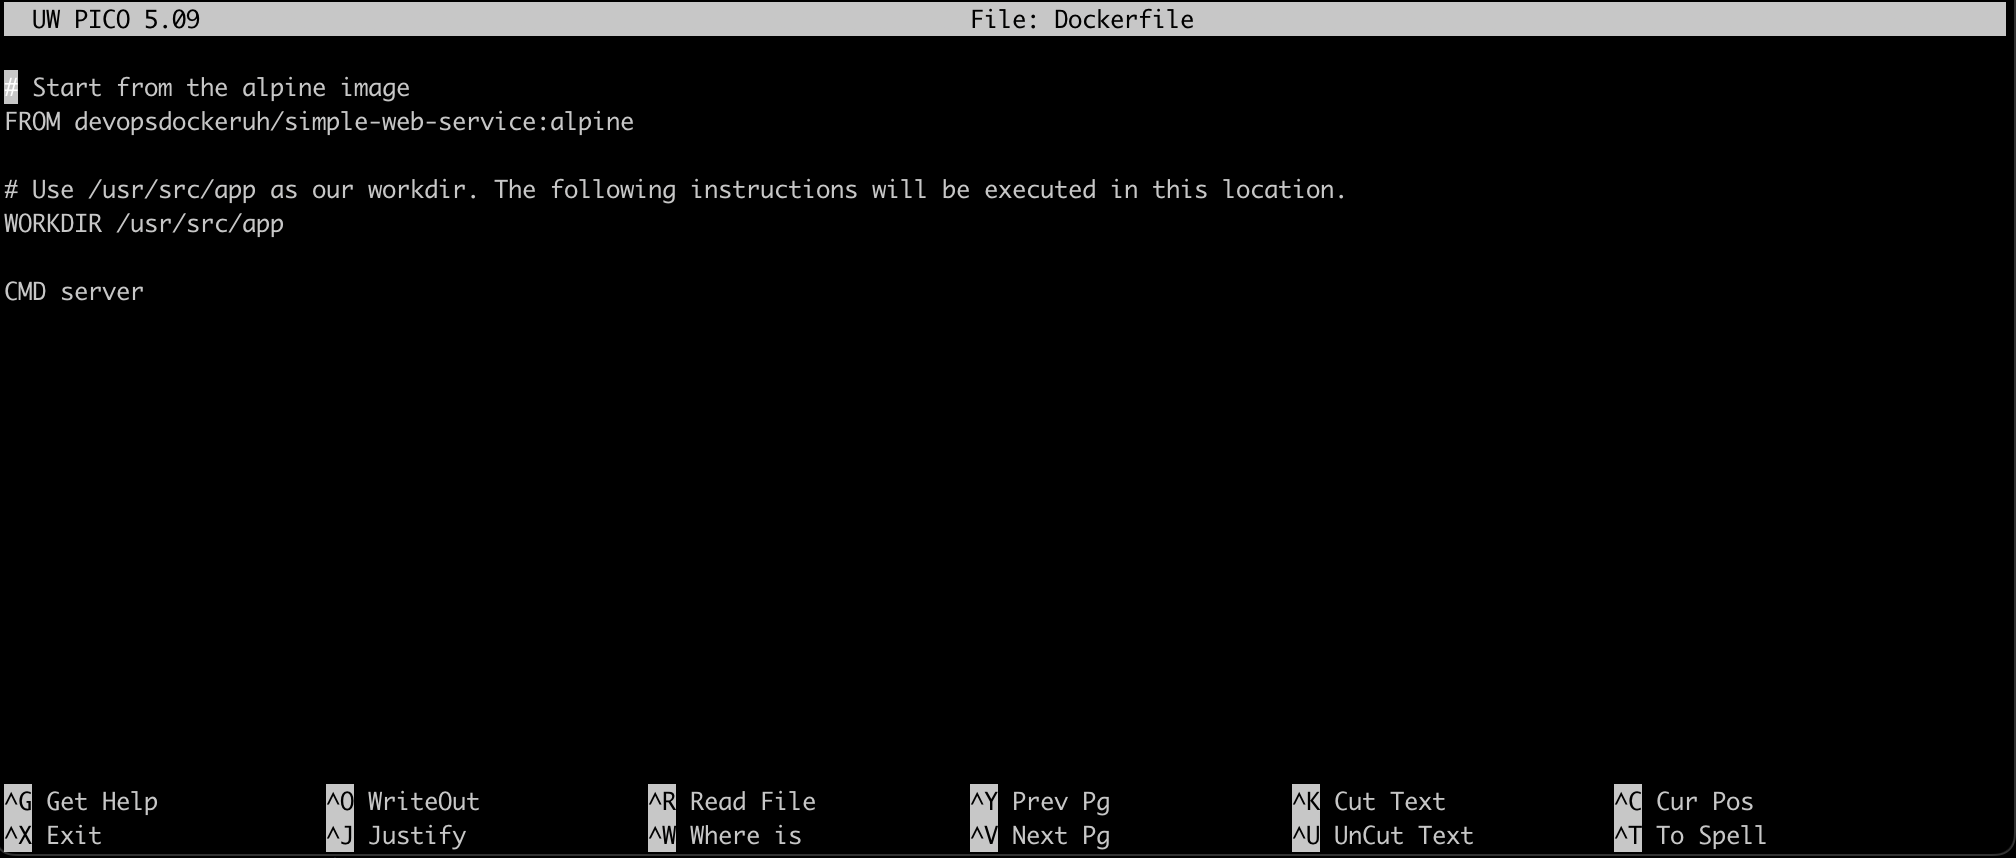 UW PICO 5.09 File: Dockerfile
# Start from the alpine image
FROM devopsdockeruh/simple-web-service:alpine
# Use /usr/src/app as our workdir. The following instructions will be executed in this location.
WORKDIR /usr/src/app
CMD server
^G Get Help ^O WriteOut ^R Read File ^Y Prev Pg ^K Cut Text ^C Cur Pos
^X Exit ^J Justify ^W Where is ^V Next Pg ^U UnCut Text ^T To Spell